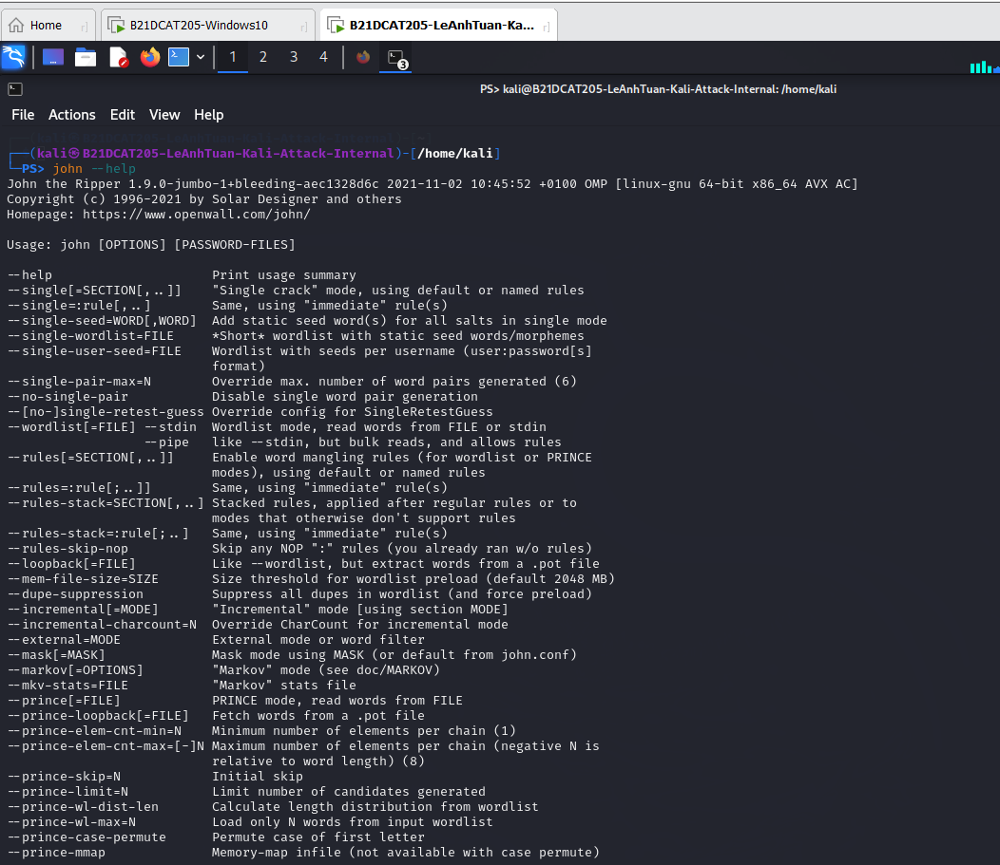 Home
B21DCAT205-Windows10
B21DCAT205-LeAnhTuan-Ka...
1 2 3 4
3
PS> kali@B21DCAT205-LeAnhTuan-Kali-Attack-Internal: /home/kali
File Actions Edit View Help
┌──(kali㉿B21DCAT205-LeAnhTuan-Kali-Attack-Internal)-[/home/kali]
└─PS> john --help
John the Ripper 1.9.0-jumbo-1+bleeding-aec1328d6c 2021-11-02 10:45:52 +0100 OMP [linux-gnu 64-bit x86_64 AVX AC]
Copyright (c) 1996-2021 by Solar Designer and others
Homepage: https://www.openwall.com/john/
Usage: john [OPTIONS] [PASSWORD-FILES]
--help Print usage summary
--single[=SECTION[,..]] "Single crack" mode, using default or named rules
--single=:rule[,..] Same, using "immediate" rule(s)
--single-seed=WORD[,WORD] Add static seed word(s) for all salts in single mode
--single-wordlist=FILE *Short* wordlist with static seed words/morphemes
--single-user-seed=FILE Wordlist with seeds per username (user:password[s]
format)
--single-pair-max=N Override max. number of word pairs generated (6)
--no-single-pair Disable single word pair generation
--[no-]single-retest-guess Override config for SingleRetestGuess
--wordlist[=FILE] --stdin Wordlist mode, read words from FILE or stdin
--pipe like --stdin, but bulk reads, and allows rules
--rules[=SECTION[,..]] Enable word mangling rules (for wordlist or PRINCE
modes), using default or named rules
--rules=:rule[;..]] Same, using "immediate" rule(s)
--rules-stack=SECTION[,..] Stacked rules, applied after regular rules or to
modes that otherwise don't support rules
--rules-stack=:rule[;..] Same, using "immediate" rule(s)
--rules-skip-nop Skip any NOP ":" rules (you already ran w/o rules)
--loopback[=FILE] Like --wordlist, but extract words from a .pot file
--mem-file-size=SIZE Size threshold for wordlist preload (default 2048 MB)
--dupe-suppression Suppress all dupes in wordlist (and force preload)
--incremental[=MODE] "Incremental" mode [using section MODE]
--incremental-charcount=N Override CharCount for incremental mode
--external=MODE External mode or word filter
--mask[=MASK] Mask mode using MASK (or default from john.conf)
--markov[=OPTIONS] "Markov" mode (see doc/MARKOV)
--mkv-stats=FILE "Markov" stats file
--prince[=FILE] PRINCE mode, read words from FILE
--prince-loopback[=FILE] Fetch words from a .pot file
--prince-elem-cnt-min=N Minimum number of elements per chain (1)
--prince-elem-cnt-max=[-]N Maximum number of elements per chain (negative N is
relative to word length) (8)
--prince-skip=N Initial skip
--prince-limit=N Limit number of candidates generated
--prince-wl-dist-len Calculate length distribution from wordlist
--prince-wl-max=N Load only N words from input wordlist
--prince-case-permute Permute case of first letter
--prince-mmap Memory-map infile (not available with case permute)